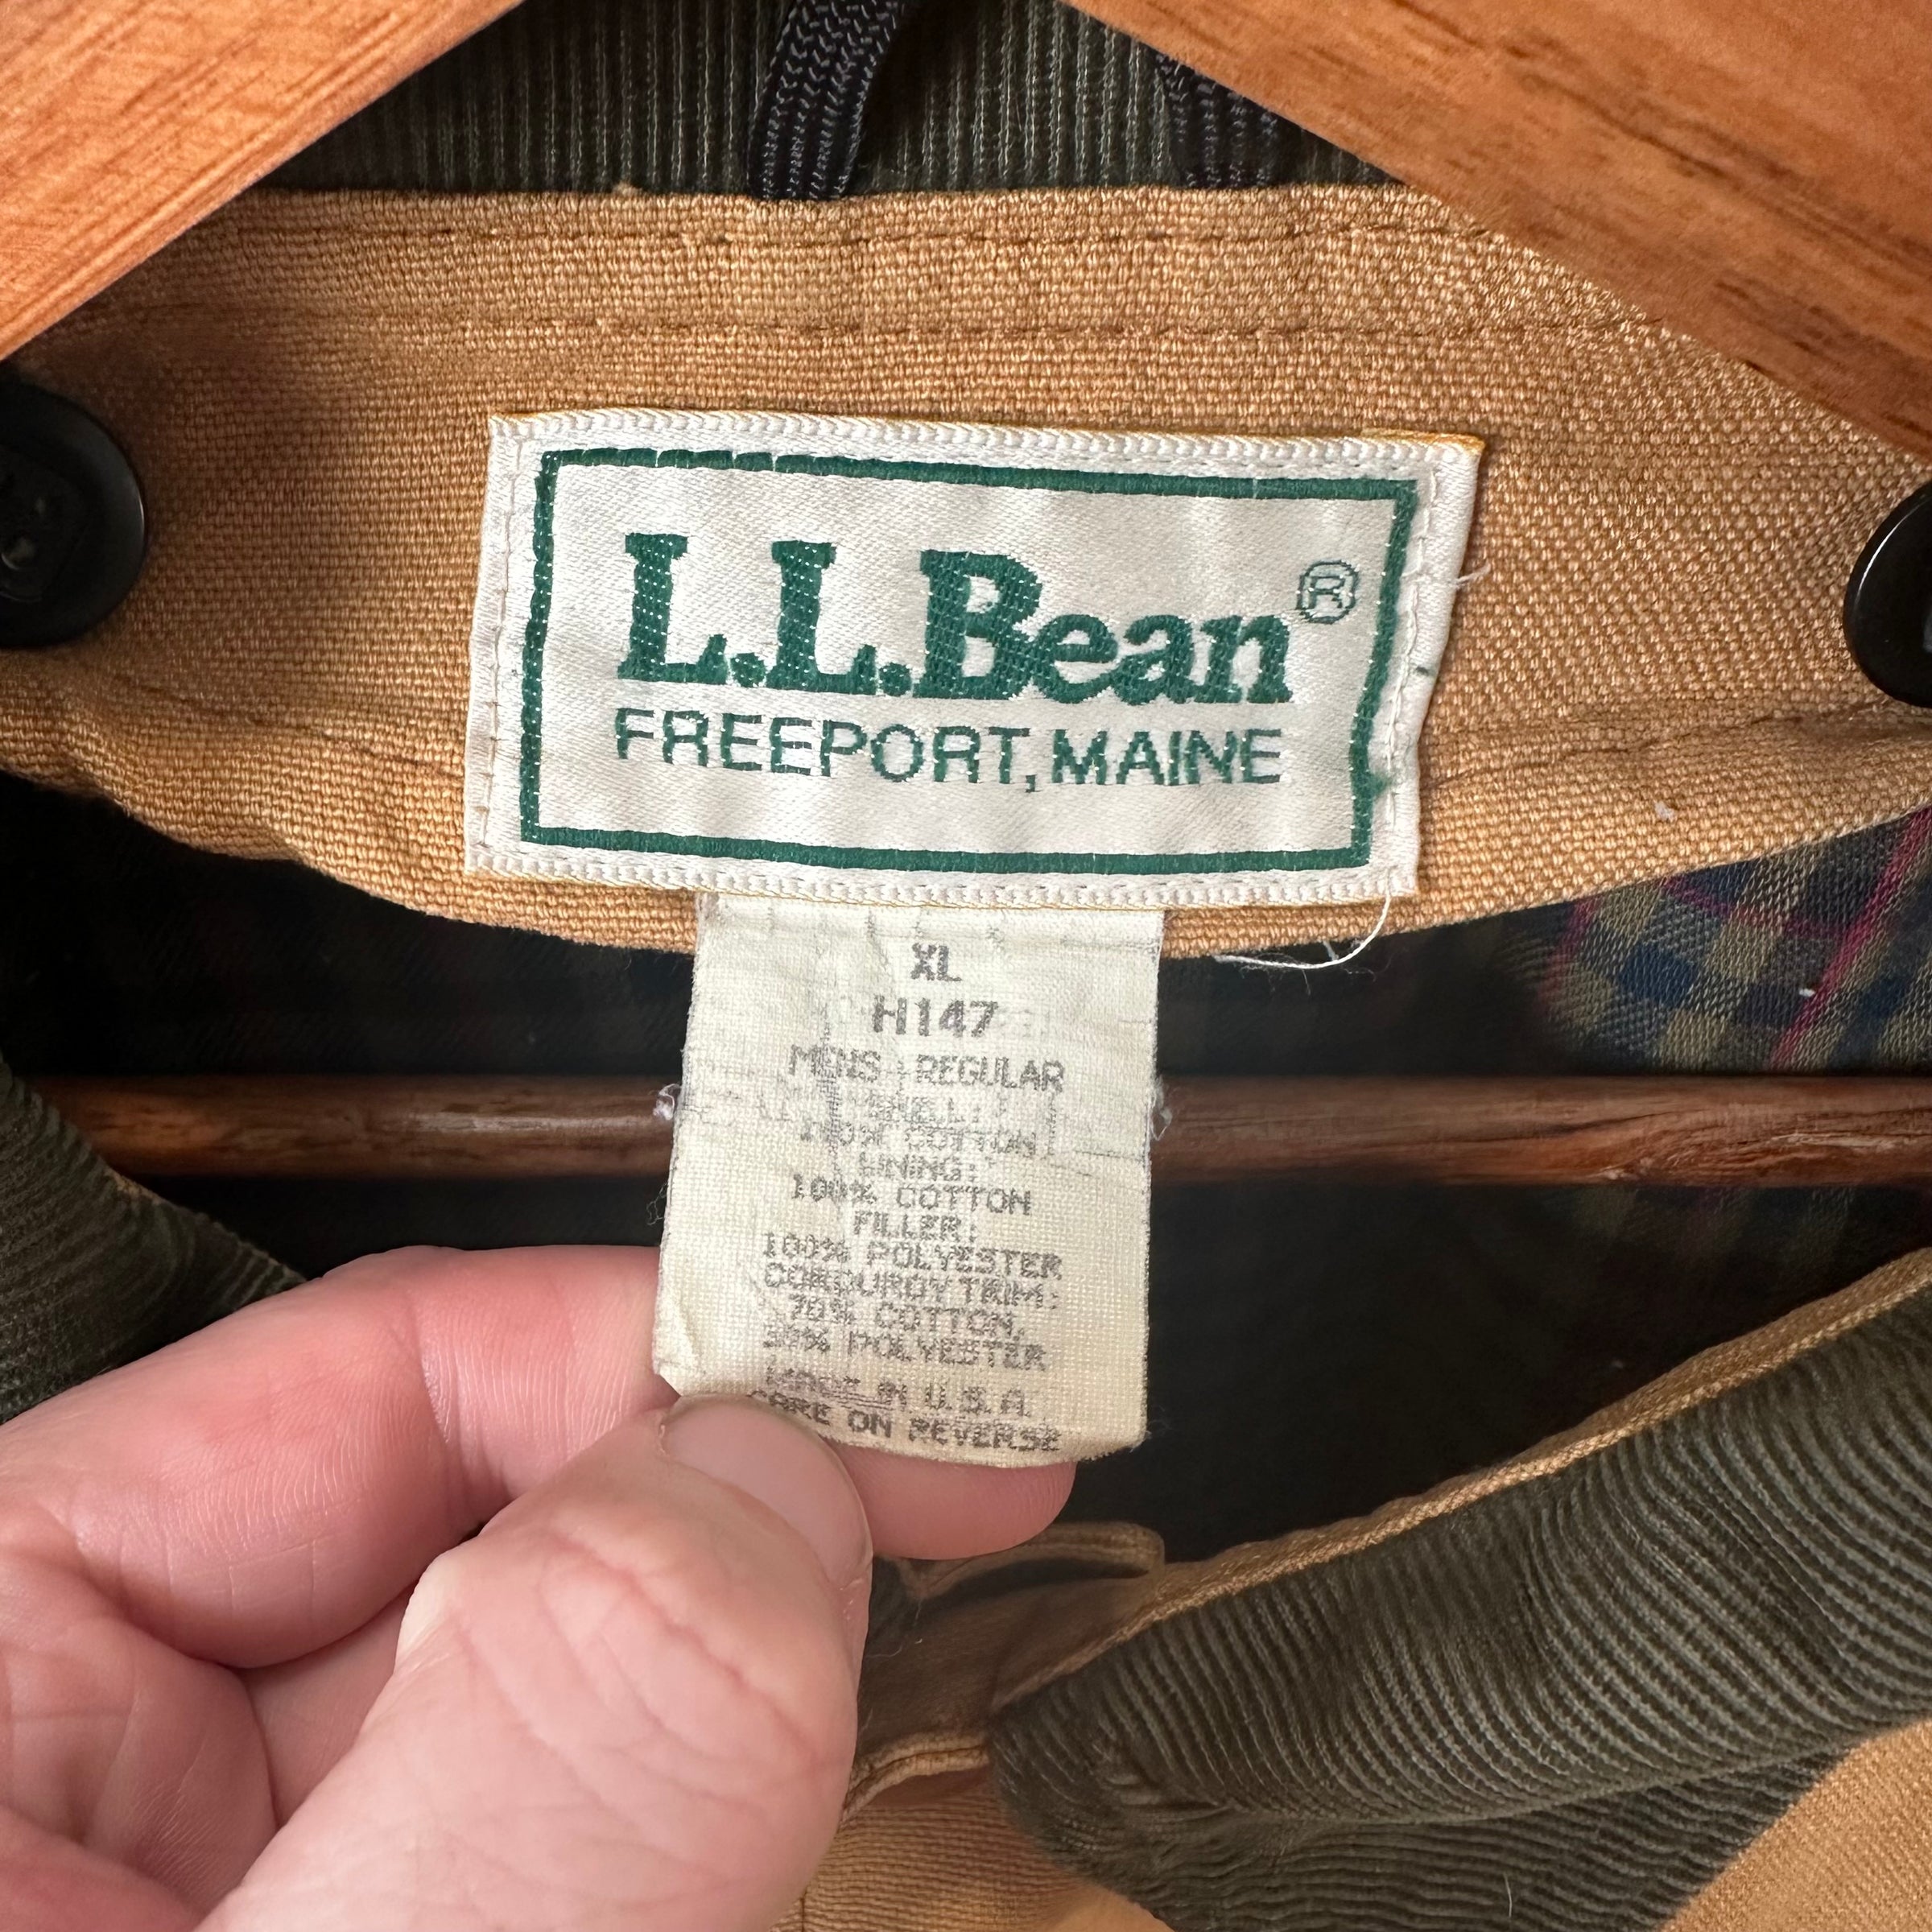 L.L.Bean®
FREEPORT, MAINE
XL
H147
MENS REGULAR
SHELL:
100% COTTON
LINING:
100% COTTON
FILLER:
100% POLYESTER
CORDUROY TRIM:
70% COTTON,
30% POLYESTER
MADE IN U.S.A.
CARE ON REVERSE